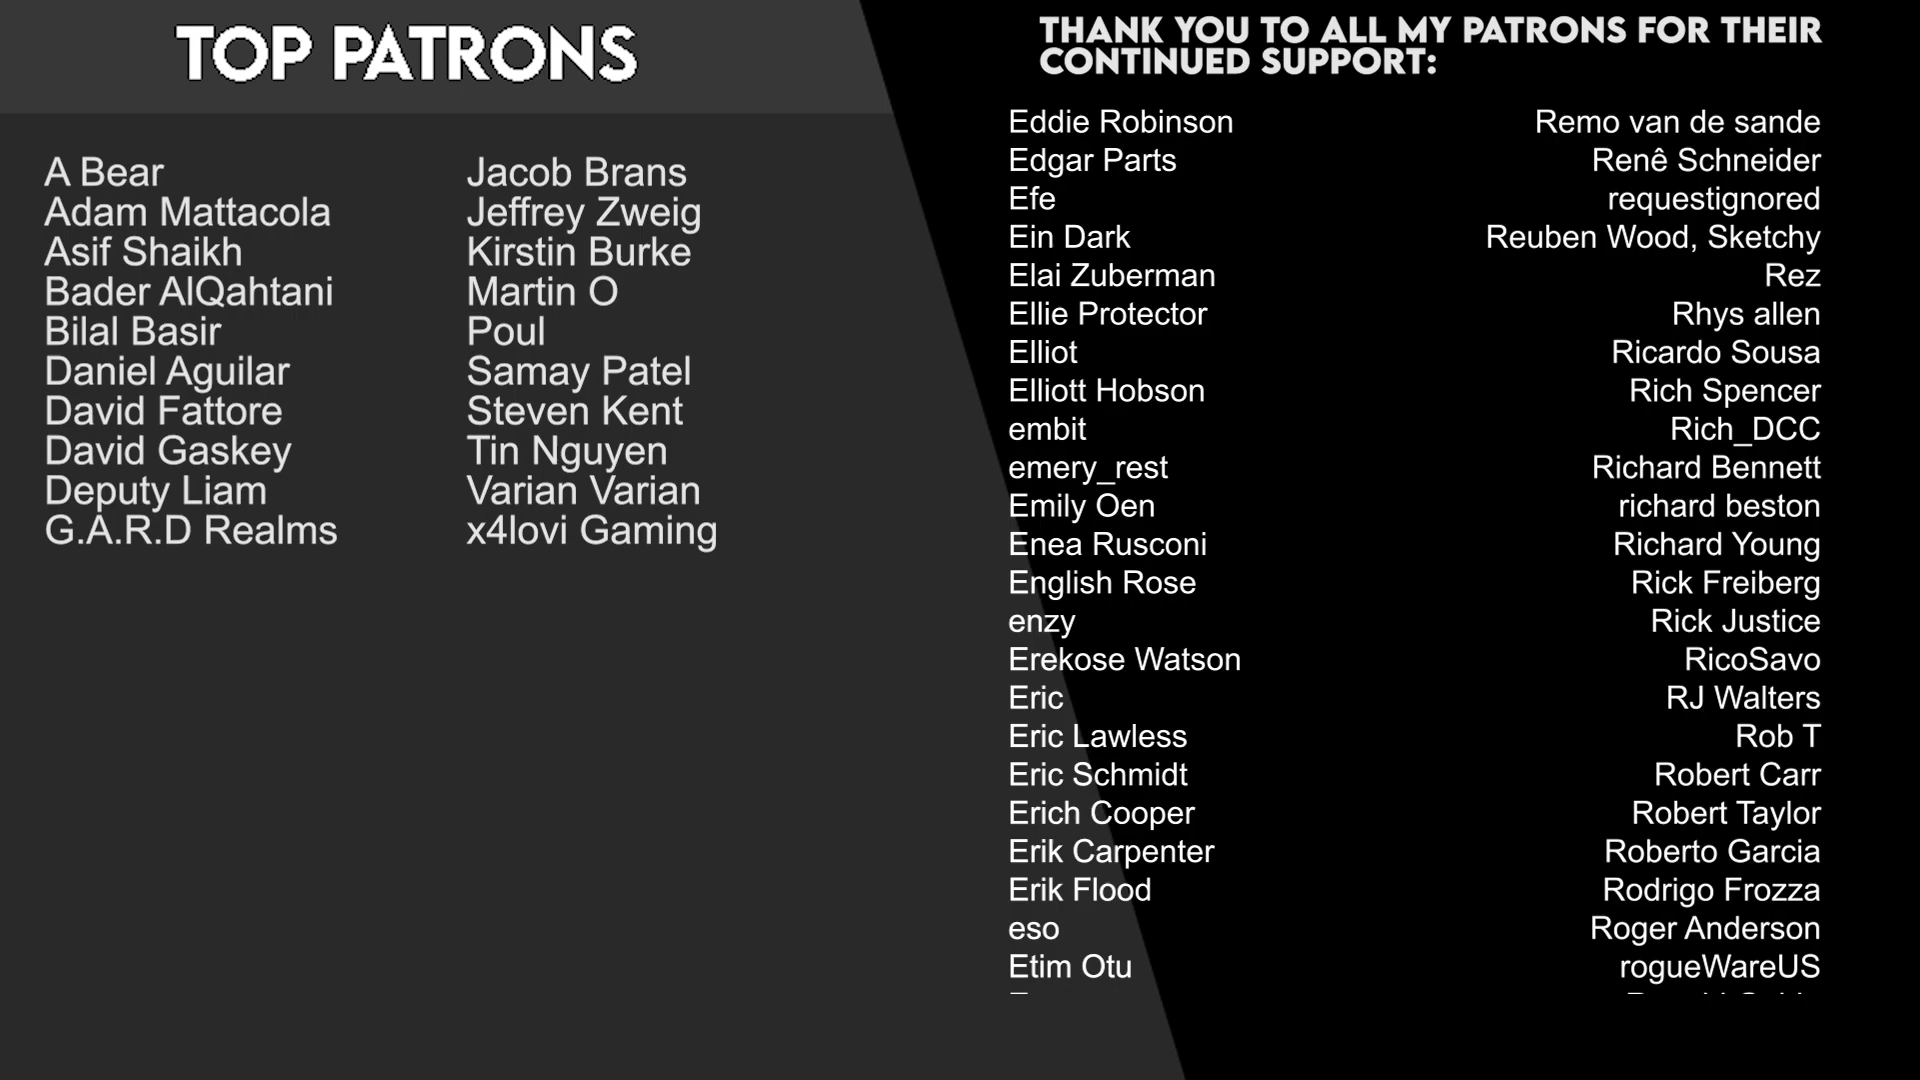 TOP PATRONS
A Bear
Adam Mattacola
Asif Shaikh
Bader AlQahtani
Bilal Basir
Daniel Aguilar
David Fattore
David Gaskey
Deputy Liam
G.A.R.D Realms
Jacob Brans
Jeffrey Zweig
Kirstin Burke
Martin O
Poul
Samay Patel
Steven Kent
Tin Nguyen
Varian Varian
x4lovi Gaming
THANK YOU TO ALL MY PATRONS FOR THEIR
CONTINUED SUPPORT:
Eddie Robinson
Edgar Parts
Efe
Ein Dark
Elai Zuberman
Ellie Protector
Elliot
Elliott Hobson
embit
emery_rest
Emily Oen
Enea Rusconi
English Rose
enzy
Erekose Watson
Eric
Eric Lawless
Eric Schmidt
Erich Cooper
Erik Carpenter
Erik Flood
eso
Etim Otu
Remo van de sande
Renê Schneider
requestignored
Reuben Wood, Sketchy
Rez
Rhys allen
Ricardo Sousa
Rich Spencer
Rich_DCC
Richard Bennett
richard beston
Richard Young
Rick Freiberg
Rick Justice
RicoSavo
RJ Walters
Rob T
Robert Carr
Robert Taylor
Roberto Garcia
Rodrigo Frozza
Roger Anderson
rogueWareUS